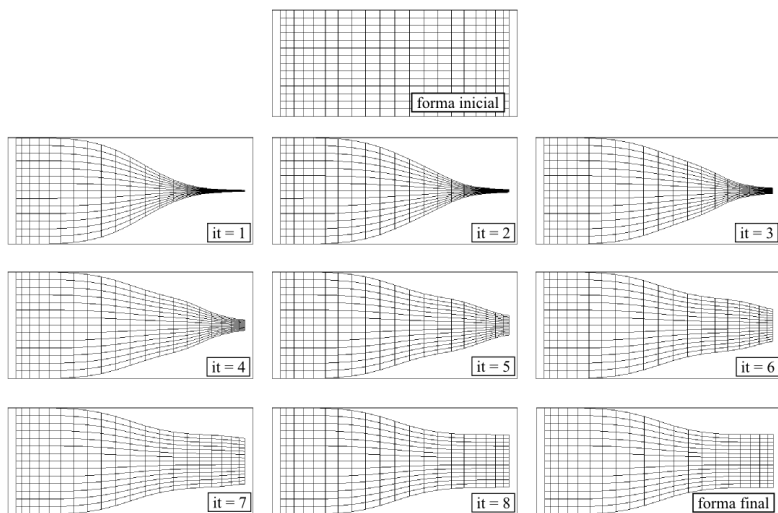 forma inicial
it = 1
it = 2
it = 3
it = 4
it = 5
it = 6
it = 7
it = 8
forma final